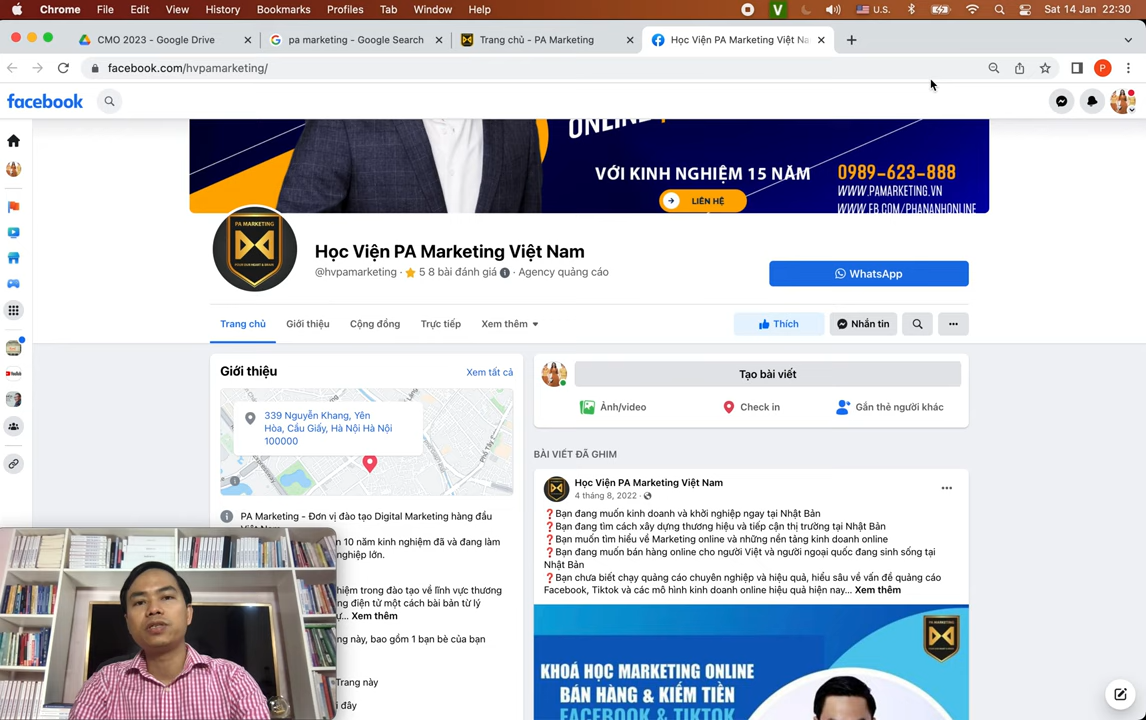 Chrome File Edit View History Bookmarks Profiles Tab Window Help V U.S. Sat 14 Jan 22:30
CMO 2023 - Google Drive pa marketing - Google Search Trang chủ - PA Marketing Học Viện PA Marketing Việt Na
facebook.com/hvpamarketing/ P
facebook
ONLINE
VỚI KINH NGHIỆM 15 NĂM
0989-623-888
WWW.PAMARKETING.VN
LIÊN HỆ
WWW.FB.COM/PHANANHONLINE
PA MARKETING
Học Viện PA Marketing Việt Nam
@hvpamarketing · 5 8 bài đánh giá · Agency quảng cáo
WhatsApp
Trang chủ Giới thiệu Cộng đồng Trực tiếp Xem thêm Thích Nhắn tin
Giới thiệu Xem tất cả
339 Nguyễn Khang, Yên
Hòa, Cầu Giấy, Hà Nội Hà Nội
100000
Phố Tây
PA Marketing - Đơn vị đào tạo Digital Marketing hàng đầu
Việt Nam
n 10 năm kinh nghiệm đã và đang làm
nghiệp lớn.
hiệm trong đào tạo về lĩnh vực thương
ng điện tử một cách bài bản từ lý
... Xem thêm
ng này, bao gồm 1 bạn bè của bạn
Trang này
i đây
Tạo bài viết
Ảnh/video Check in Gắn thẻ người khác
BÀI VIẾT ĐÃ GHIM
Học Viện PA Marketing Việt Nam
4 tháng 8, 2022 ·
❓Bạn đang muốn kinh doanh và khởi nghiệp ngay tại Nhật Bản
❓Bạn đang tìm cách xây dựng thương hiệu và tiếp cận thị trường tại Nhật Bản
❓Bạn muốn tìm hiểu về Marketing online và những nền tảng kinh doanh online
❓Bạn đang muốn bán hàng online cho người Việt và người ngoại quốc đang sinh sống tại
Nhật Bản
❓Bạn chưa biết chạy quảng cáo chuyên nghiệp và hiệu quả, hiểu sâu về vấn đề quảng cáo
Facebook, Tiktok và các mô hình kinh doanh online hiệu quả hiện nay... Xem thêm
PA MARKETING
KHOÁ HỌC MARKETING ONLINE
BÁN HÀNG & KIẾM TIỀN
FACEBOOK & TIKTOK